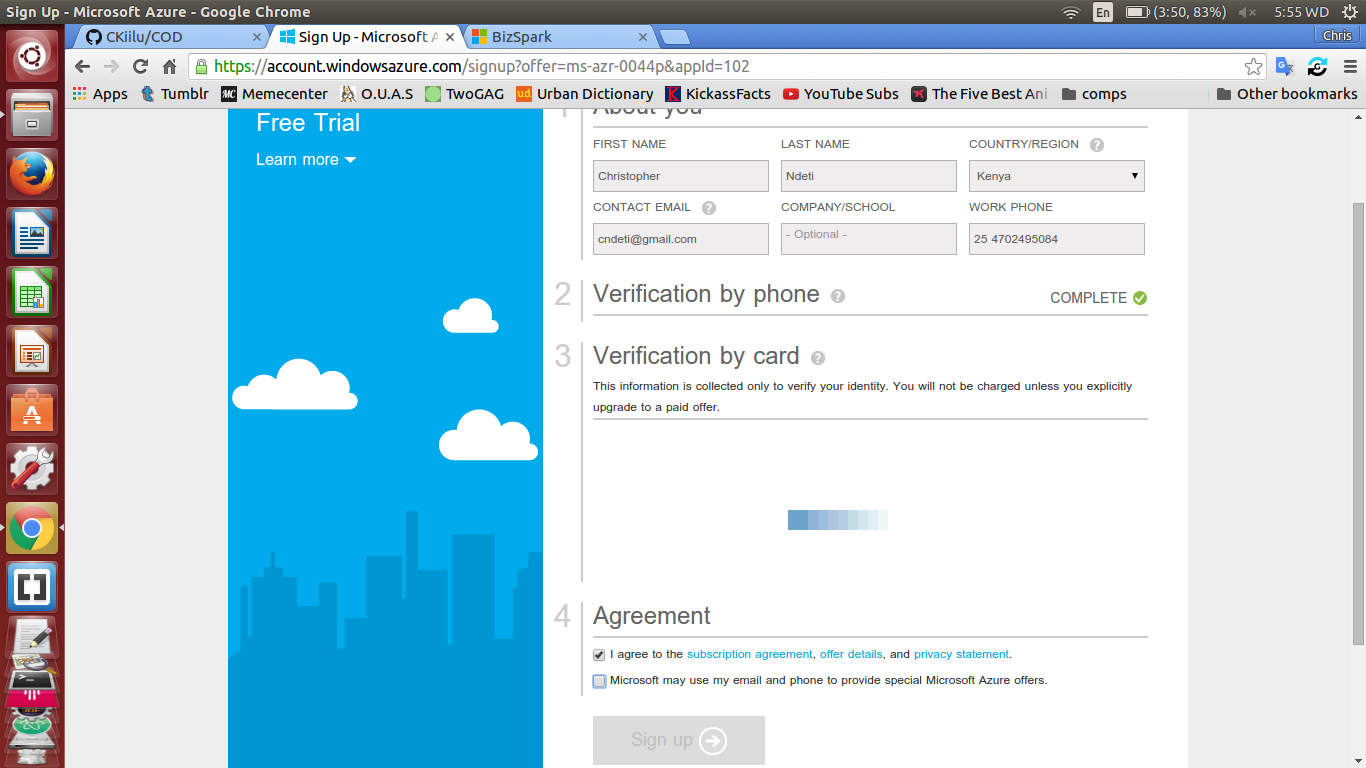 Sign Up - Microsoft Azure - Google Chrome
En
(3:50, 83%)
5:55 WD
CKiilu/COD
Sign Up - Microsoft A
BizSpark
Chris
https://account.windowsazure.com/signup?offer=ms-azr-0044p&appId=102
Apps
Tumblr
MC Memecenter
O.U.A.S
TwoGAG
ud Urban Dictionary
K KickassFacts
YouTube Subs
The Five Best Ani
comps
Other bookmarks
Free Trial
Learn more
1 About you
FIRST NAME LAST NAME COUNTRY/REGION ?
Christopher Ndeti Kenya
CONTACT EMAIL ? COMPANY/SCHOOL WORK PHONE
cndeti@gmail.com - Optional - 25 4702495084
2 Verification by phone ? COMPLETE
3 Verification by card ?
This information is collected only to verify your identity. You will not be charged unless you explicitly
upgrade to a paid offer.
4 Agreement
I agree to the subscription agreement, offer details, and privacy statement.
Microsoft may use my email and phone to provide special Microsoft Azure offers.
Sign up